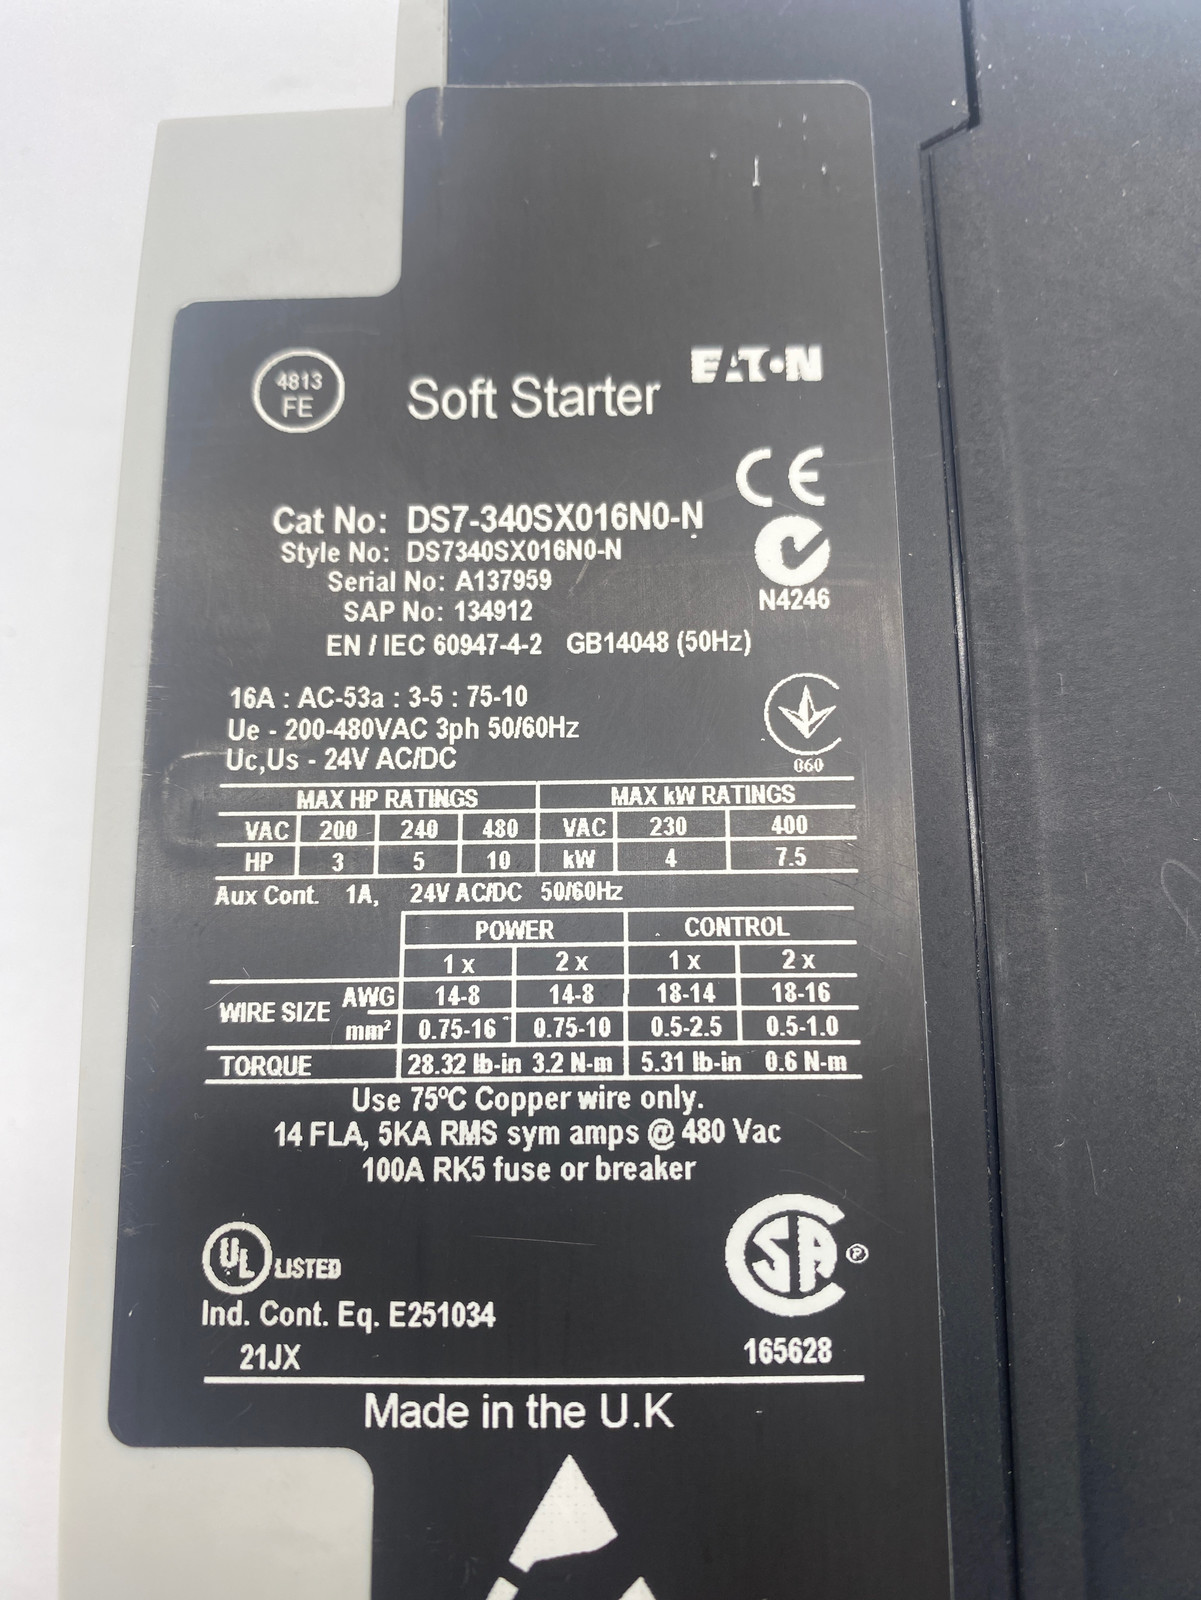 4813
FE
Soft Starter
EATON
CE
Cat No: DS7-340SX016N0-N
Style No: DS7340SX016N0-N
Serial No: A137959
N4246
SAP No: 134912
EN / IEC 60947-4-2 GB14048 (50Hz)
16A : AC-53a : 3-5 : 75-10
Ue - 200-480VAC 3ph 50/60Hz
Uc,Us - 24V AC/DC
060
MAX HP RATINGS MAX kW RATINGS
VAC 200 240 480 VAC 230 400
HP 3 5 10 kW 4 7.5
Aux Cont. 1A, 24V AC/DC 50/60Hz
POWER CONTROL
1 x 2 x 1 x 2 x
WIRE SIZE AWG 14-8 14-8 18-14 18-16
mm² 0.75-16 0.75-10 0.5-2.5 0.5-1.0
TORQUE 28.32 lb-in 3.2 N-m 5.31 lb-in 0.6 N-m
Use 75ºC Copper wire only.
14 FLA, 5KA RMS sym amps @ 480 Vac
100A RK5 fuse or breaker
UL LISTED
SA ®
Ind. Cont. Eq. E251034
21JX
165628
Made in the U.K